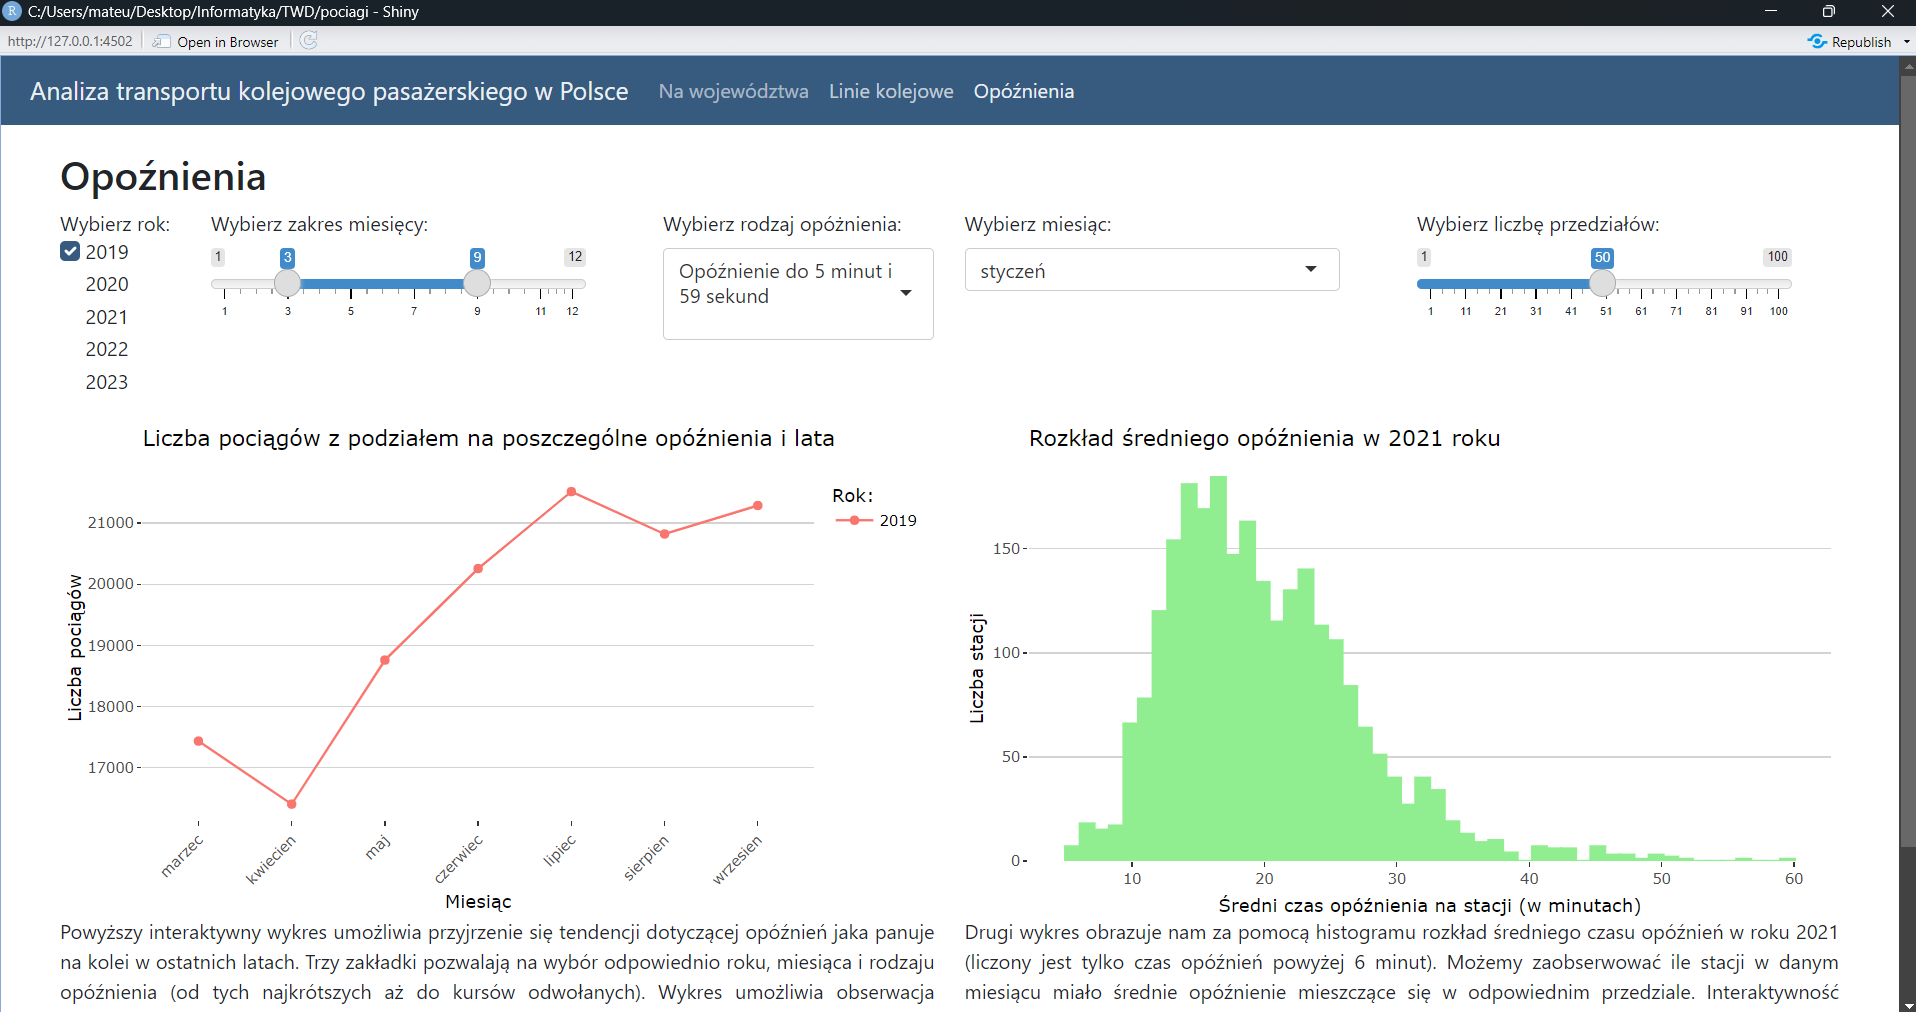 C:/Users/mateu/Desktop/Informatyka/TWD/pociagi - Shiny
http://127.0.0.1:4502 Open in Browser Republish
Analiza transportu kolejowego pasażerskiego w Polsce Na województwa Linie kolejowe Opóźnienia
Opoźnienia
Wybierz rok:
2019
2020
2021
2022
2023
Wybierz zakres miesięcy:
1 3 9 12
1 3 5 7 9 11 12
Wybierz rodzaj opóżnienia:
Opóźnienie do 5 minut i
59 sekund
Wybierz miesiąc:
styczeń
Wybierz liczbę przedziałów:
1 50 100
1 11 21 31 41 51 61 71 81 91 100
Liczba pociągów z podziałem na poszczególne opóźnienia i lata
Rok:
2019
Liczba pociągów
21000
20000
19000
18000
17000
marzec kwiecien maj czerwiec lipiec sierpien wrzesien
Miesiąc
Rozkład średniego opóźnienia w 2021 roku
Liczba stacji
150
100
50
0
10 20 30 40 50 60
Średni czas opóźnienia na stacji (w minutach)
Powyższy interaktywny wykres umożliwia przyjrzenie się tendencji dotyczącej opóźnień jaka panuje
na kolei w ostatnich latach. Trzy zakładki pozwalają na wybór odpowiednio roku, miesiąca i rodzaju
opóźnienia (od tych najkrótszych aż do kursów odwołanych). Wykres umożliwia obserwacja
Drugi wykres obrazuje nam za pomocą histogramu rozkład średniego czasu opóźnień w roku 2021
(liczony jest tylko czas opóźnień powyżej 6 minut). Możemy zaobserwować ile stacji w danym
miesiącu miało średnie opóźnienie mieszczące się w odpowiednim przedziale. Interaktywność